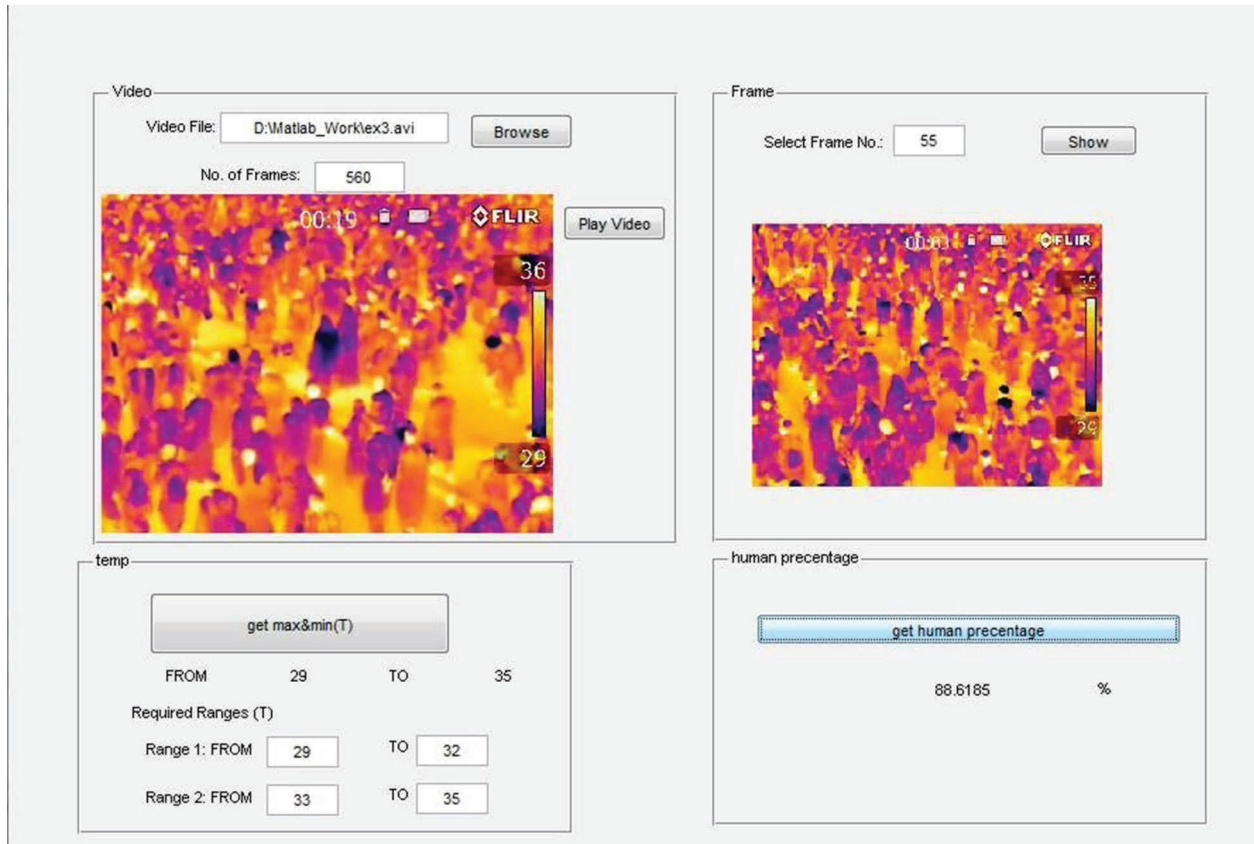 Video
Video File: D:\Matlab_Work\ex3.avi Browse
No. of Frames: 560
00:19 FLIR
36
29
Play Video
Frame
Select Frame No.: 55 Show
FLIR
35
29
temp
get max&min(T)
FROM 29 TO 35
Required Ranges (T)
Range 1: FROM 29 TO 32
Range 2: FROM 33 TO 35
human precentage
get human precentage
88.6185 %